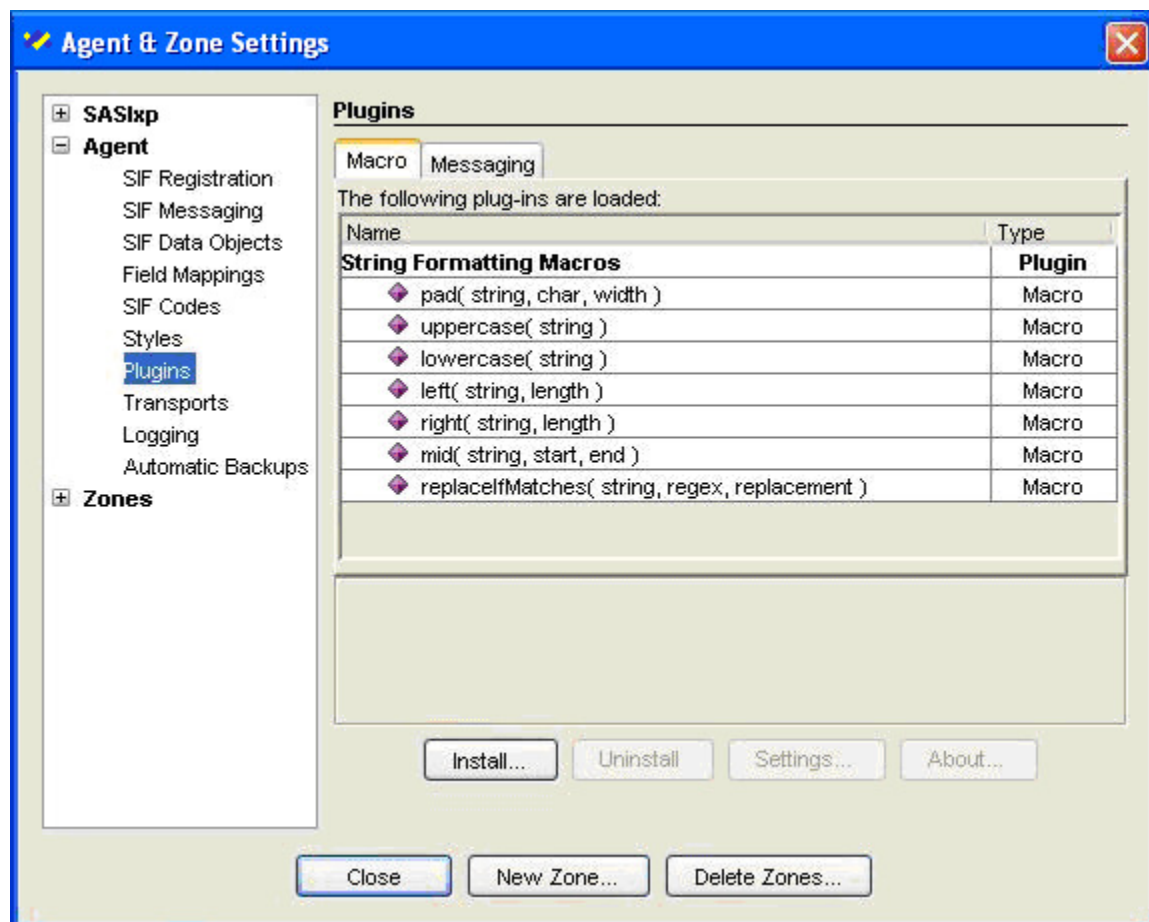 Agent & Zone Settings
SASIxp
Agent
SIF Registration
SIF Messaging
SIF Data Objects
Field Mappings
SIF Codes
Styles
Plugins
Transports
Logging
Automatic Backups
Zones
Plugins
Macro Messaging
The following plug-ins are loaded:
Name Type
String Formatting Macros Plugin
pad( string, char, width ) Macro
uppercase( string ) Macro
lowercase( string ) Macro
left( string, length ) Macro
right( string, length ) Macro
mid( string, start, end ) Macro
replaceIfMatches( string, regex, replacement ) Macro
Install... Uninstall Settings... About...
Close New Zone... Delete Zones...